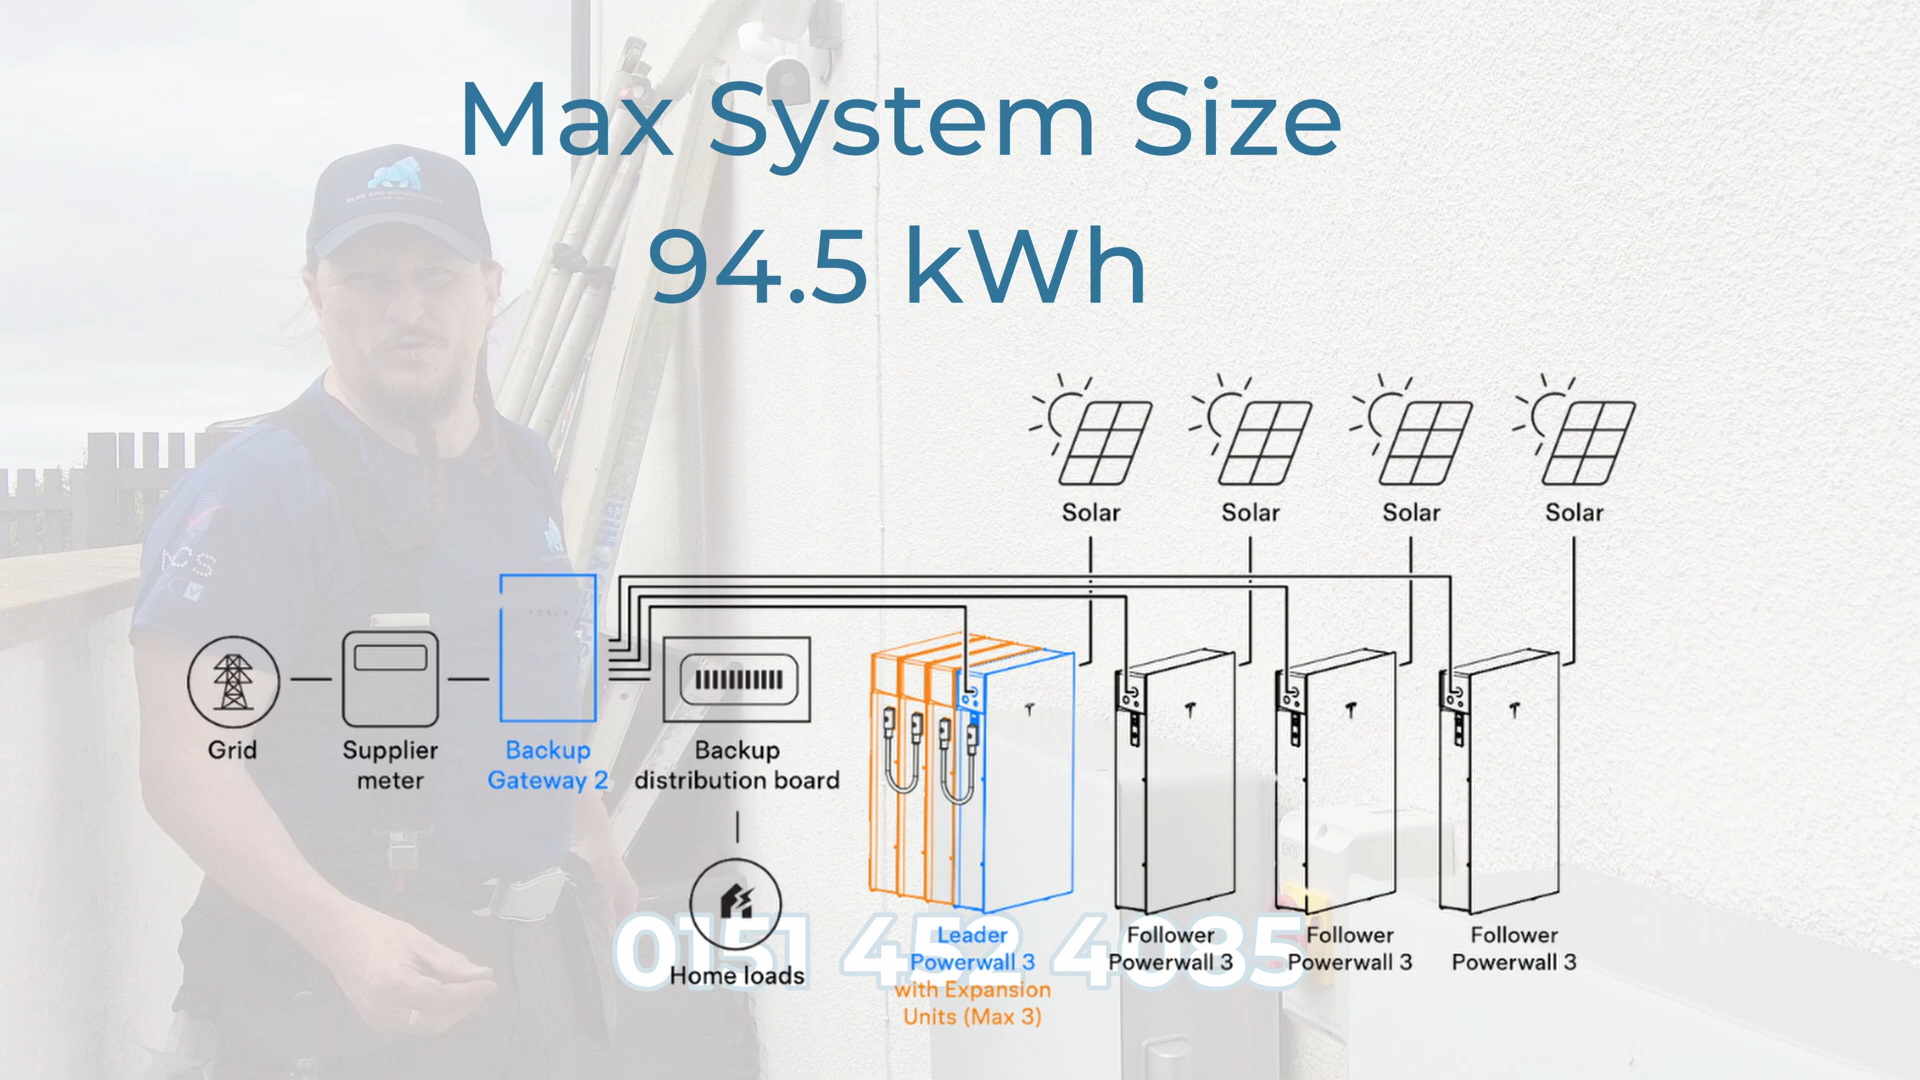 Max System Size
94.5 kWh
Solar
Solar
Solar
Solar
Grid
Supplier
meter
Backup
Gateway 2
Backup
distribution board
Home loads
Leader
Powerwall 3
with Expansion
Units (Max 3)
Follower
Powerwall 3
Follower
Powerwall 3
Follower
Powerwall 3
0151 452 4085